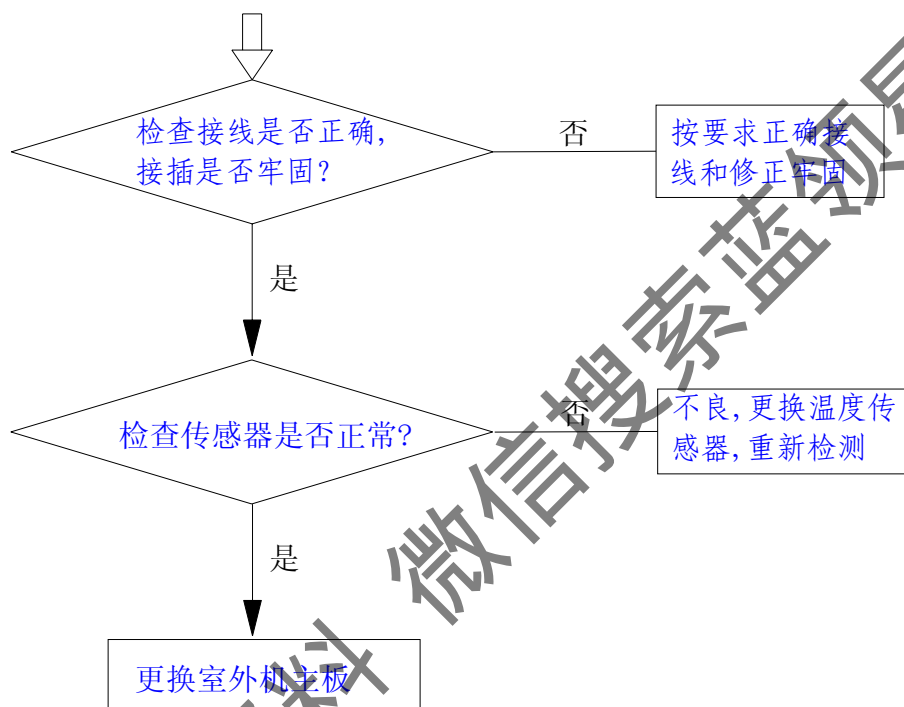 检查接线是否正确,
接插是否牢固?
否
按要求正确接
线和修正牢固
是
检查传感器是否正常?
否
不良,更换温度传
感器,重新检测
是
更换室外机主板
料 微信搜索蓝领